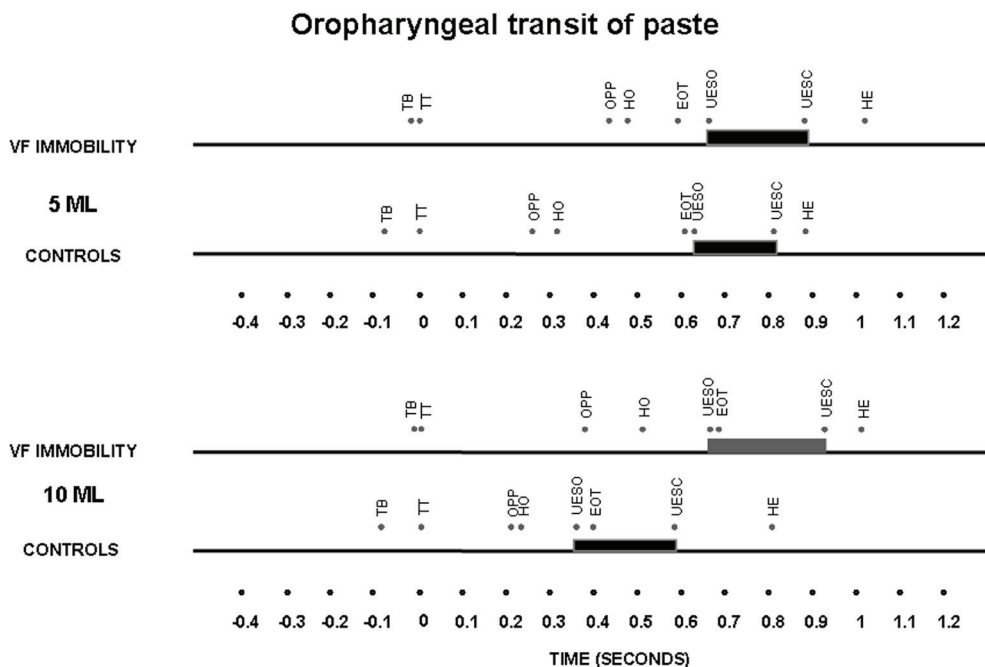 Oropharyngeal transit of paste
TB TT OPP HO EOT UESO UESC HE
VF IMMOBILITY
5 ML
TB TT OPP HO EOT UESO UESC HE
CONTROLS
-0.4 -0.3 -0.2 -0.1 0 0.1 0.2 0.3 0.4 0.5 0.6 0.7 0.8 0.9 1 1.1 1.2
TB TT OPP HO UESO EOT UESC HE
VF IMMOBILITY
10 ML
TB TT OPP HO UESO EOT UESC HE
CONTROLS
-0.4 -0.3 -0.2 -0.1 0 0.1 0.2 0.3 0.4 0.5 0.6 0.7 0.8 0.9 1 1.1 1.2
TIME (SECONDS)